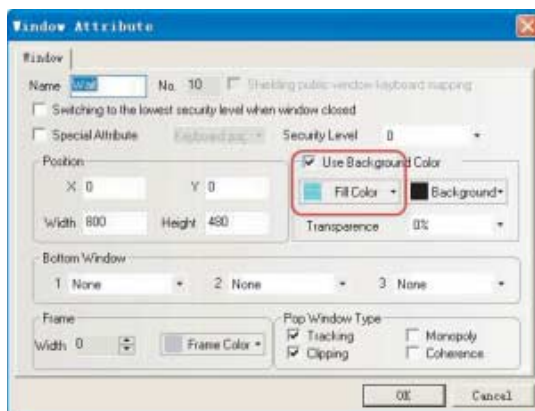 Window Attribute
Window
Name Wait No. 10 Shielding public window keyboard mapping
Switching to the lowest security level when window closed
Special Attribute Security Level 0
Position Use Background Color
X 0 Y 0 Fill Color Background
Width 800 Height 480 Transparence 0%
Bottom Window
1 None 2 None 3 None
Frame Pop Window Type
Width 0 Frame Color Tracking Monopoly
Clipping Coherence
OK Cancel